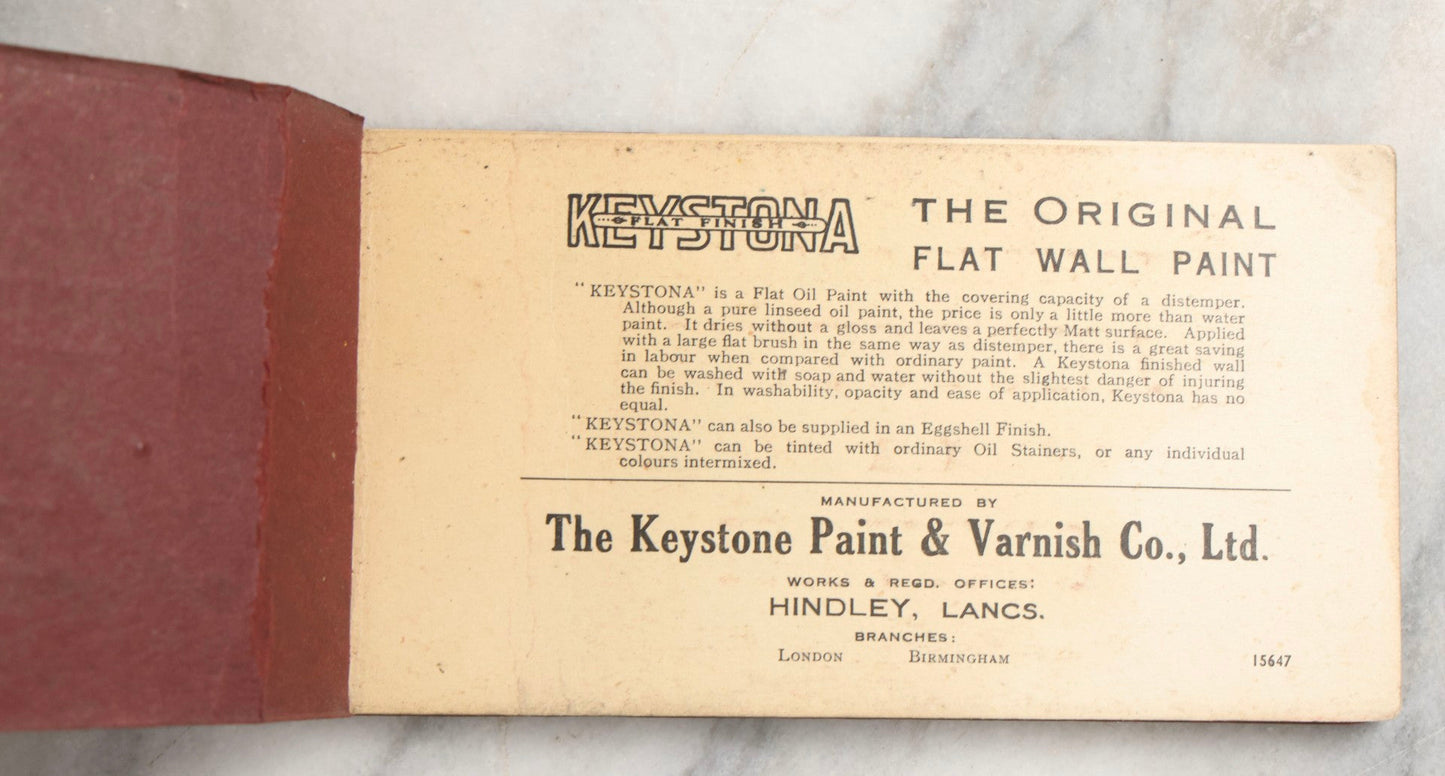 KEYSTONA
FLAT FINISH
THE ORIGINAL
FLAT WALL PAINT
"KEYSTONA" is a Flat Oil Paint with the covering capacity of a distemper.
Although a pure linseed oil paint, the price is only a little more than water
paint. It dries without a gloss and leaves a perfectly Matt surface. Applied
with a large flat brush in the same way as distemper, there is a great saving
in labour when compared with ordinary paint. A Keystona finished wall
can be washed with soap and water without the slightest danger of injuring
the finish. In washability, opacity and ease of application, Keystona has no
equal.
"KEYSTONA" can also be supplied in an Eggshell Finish.
"KEYSTONA" can be tinted with ordinary Oil Stainers, or any individual
colours intermixed.
MANUFACTURED BY
The Keystone Paint & Varnish Co., Ltd.
WORKS & REGD. OFFICES:
HINDLEY, LANCS.
BRANCHES:
LONDON BIRMINGHAM
15647